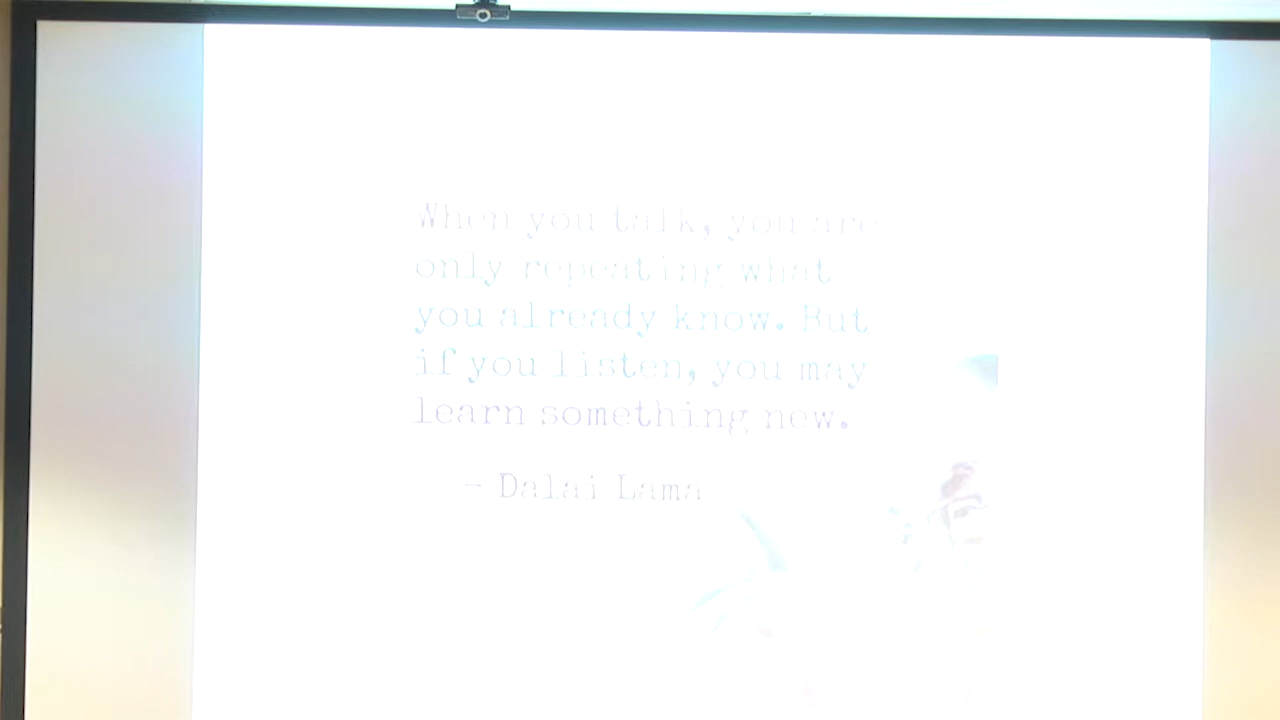 When you talk, you are
only repeating what
you already know. But
if you listen, you may
learn something new.
- Dalai Lama